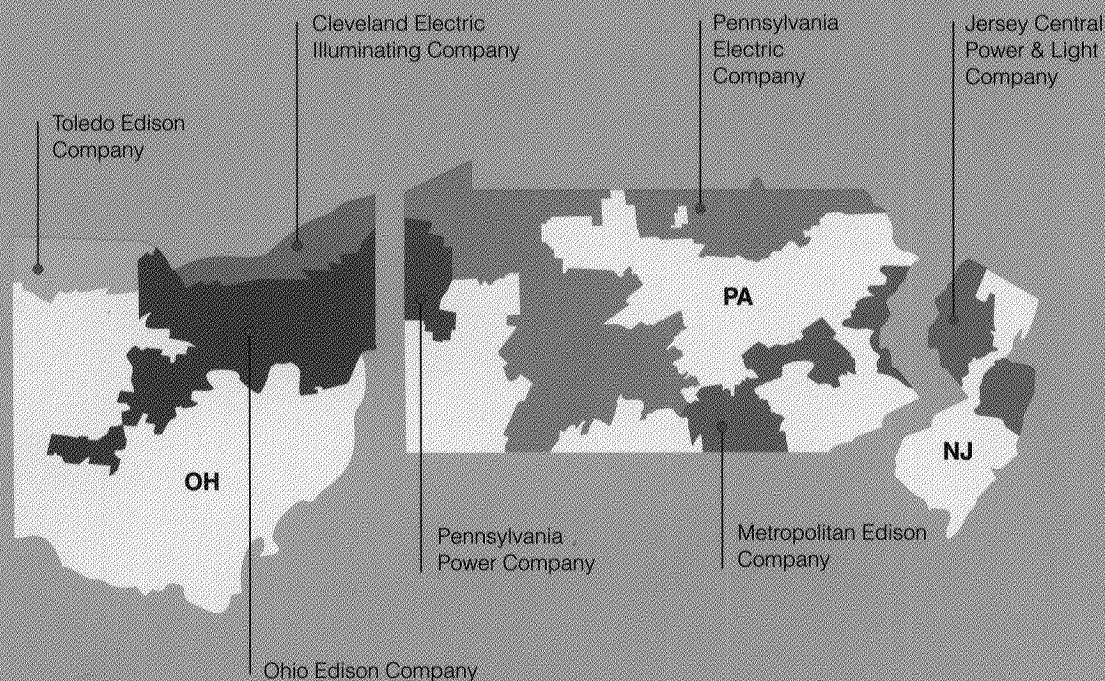 Cleveland Electric
Illuminating Company
Pennsylvania
Electric
Company
Jersey Central
Power & Light
Company
Toledo Edison
Company
PA
OH
NJ
Pennsylvania
Power Company
Metropolitan Edison
Company
Ohio Edison Company